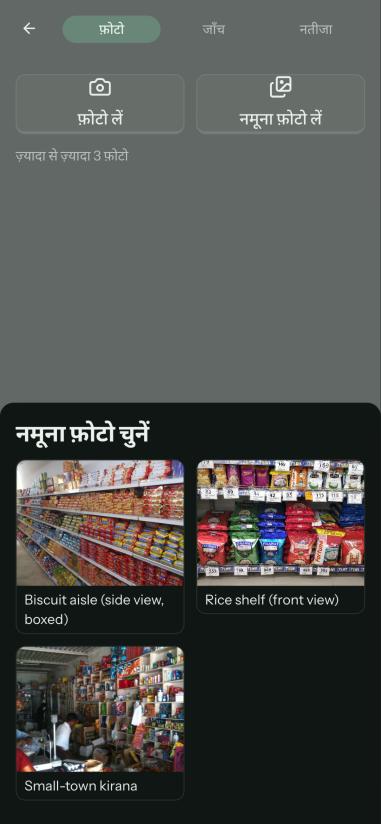 फ़ोटो
जाँच
नतीजा
फ़ोटो लें
नमूना फ़ोटो लें
ज़्यादा से ज़्यादा 3 फ़ोटो
नमूना फ़ोटो चुनें
Biscuit aisle (side view,
boxed)
Rice shelf (front view)
Small-town kirana